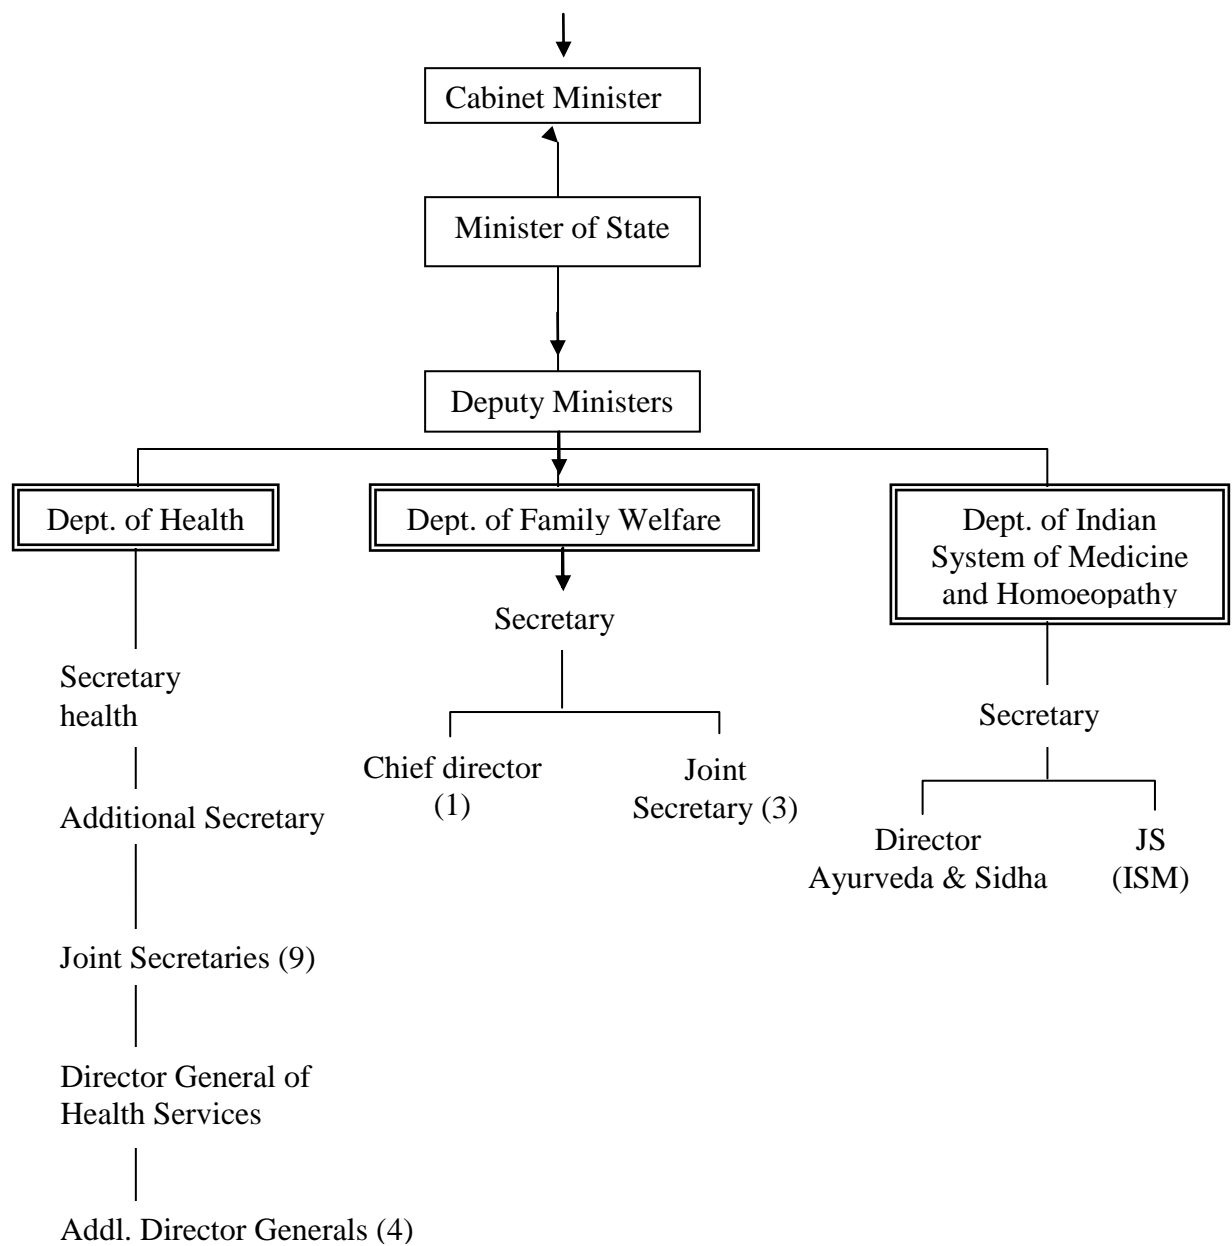 Cabinet Minister
Minister of State
Deputy Ministers
Dept. of Health
Dept. of Family Welfare
Dept. of Indian
System of Medicine
and Homoeopathy
Secretary
health
Additional Secretary
Joint Secretaries (9)
Director General of
Health Services
Addl. Director Generals (4)
Secretary
Chief director
(1)
Joint
Secretary (3)
Secretary
Director
Ayurveda & Sidha
JS
(ISM)